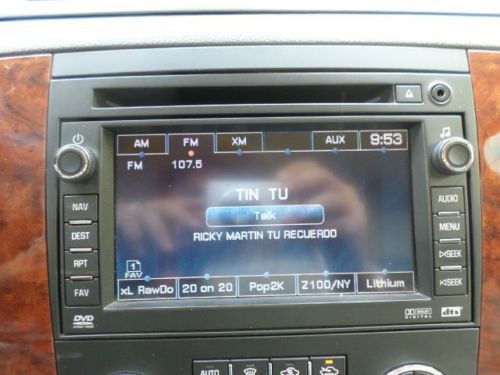 AM FM XM AUX 9:53
FM 107.5
TIN TU
Talk
RICKY MARTIN TU RECUERDO
1
FAV
xL RawDo 20 on 20 Pop2K Z100/NY Lithium
NAV
DEST
RPT
FAV
AUDIO
MENU
SEEK
SEEK
DVD
DOLBY
DIGITAL
dts
AUTO